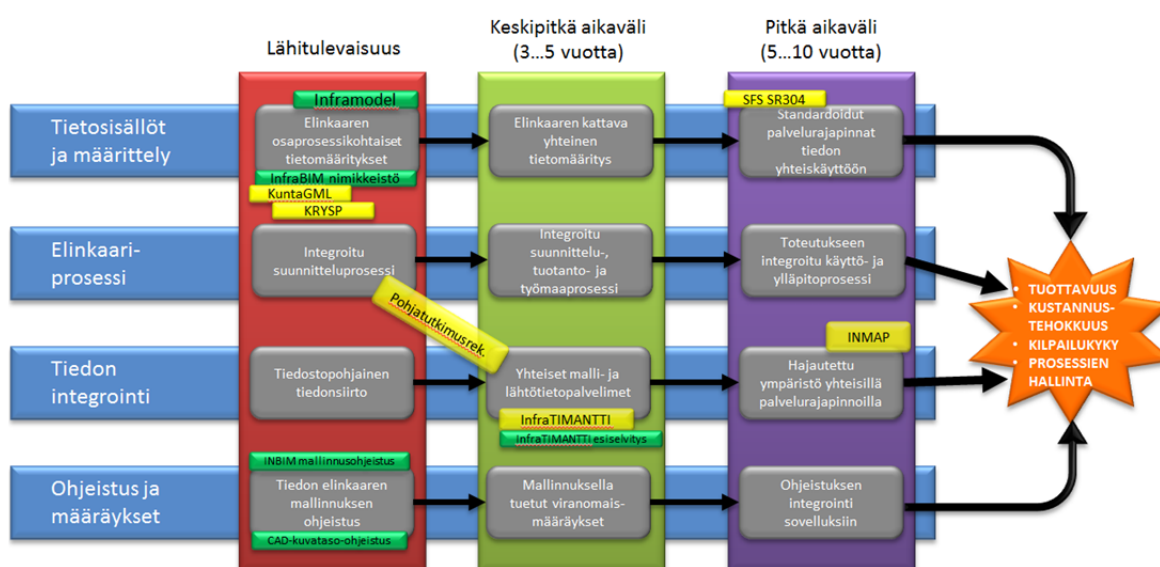 Lähitulevaisuus
Keskipitkä aikaväli
(3...5 vuotta)
Pitkä aikaväli
(5...10 vuotta)
Tietosisällöt
ja määrittely
Inframodel
Elinkaaren
osaprosessikohtaiset
tietomääritykset
InfraBIM nimikkeistö
KuntaGML
KRYSP
Elinkaaren kattava
yhteinen
tietomääritys
SFS SR304
Standardoidut
palvelurajapinnat
tiedon
yhteiskäyttöön
Elinkaari-
prosessi
Integroitu
suunnitteluprosessi
Integroitu
suunnittelu-,
tuotanto- ja
työmaaprosessi
Toteutukseen
integroitu käyttö- ja
ylläpitoprosessi
Pohjatutkimusrek.
Tiedon
integrointi
Tiedostopohjainen
tiedonsiirto
Yhteiset malli- ja
lähtötietopalvelimet
InfraTIMANTTI
InfraTIMANTTI esiselvitys
INMAP
Hajautettu
ympäristö yhteisillä
palvelurajapinnoilla
Ohjeistus ja
määräykset
INBIM mallinnusohjeistus
Tiedon elinkaaren
mallinnuksen
ohjeistus
CAD-kuvataso-ohjeistus
Mallinnuksella
tuetut viranomais-
määräykset
Ohjeistuksen
integrointi
sovelluksiin
• TUOTTAVUUS
• KUSTANNUS-
TEHOKKUUS
• KILPAILUKYKY
• PROSESSIEN
HALLINTA